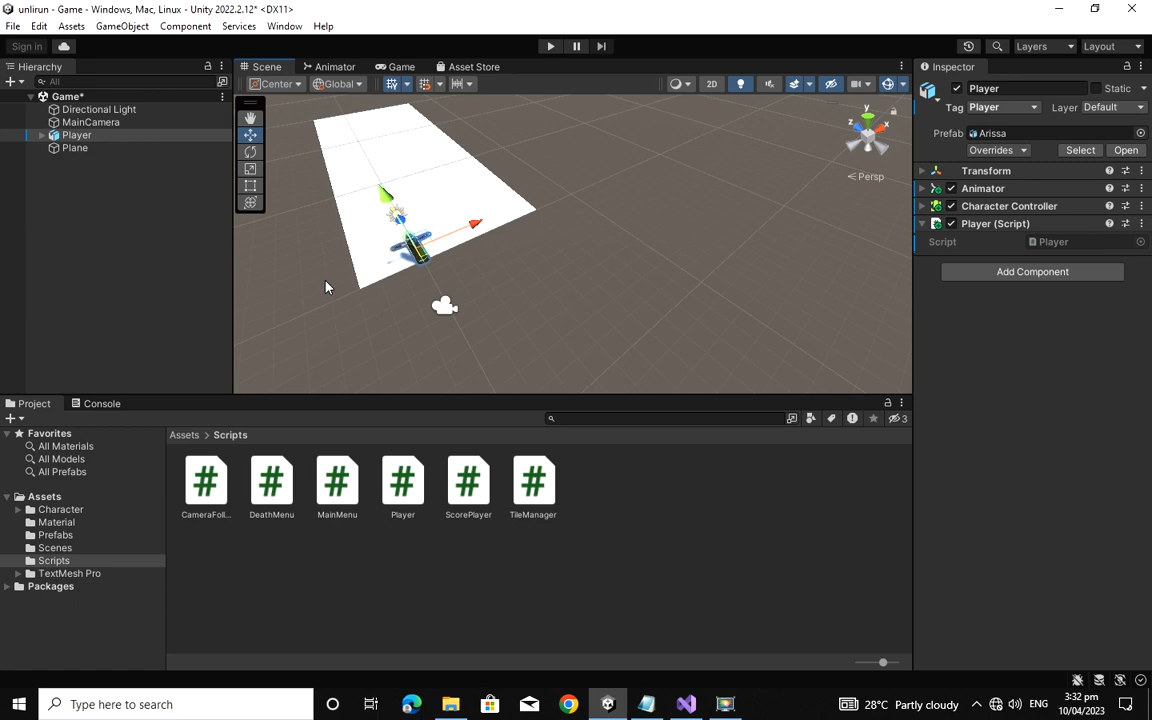 unlirun - Game - Windows, Mac, Linux - Unity 2022.2.12* <DX11>
File Edit Assets GameObject Component Services Window Help
Sign in Layers Layout
Hierarchy Scene Animator Game Asset Store Inspector
All Center Global 2D Player Static
Game* Tag Player Layer Default
Directional Light
MainCamera
Player Prefab Arissa
Plane Overrides Select Open
y
z x
Persp
Transform
Animator
Character Controller
Player (Script)
Script Player
Add Component
Project Console
3
Favorites Assets > Scripts
All Materials
All Models
All Prefabs
Assets
Character CameraFoll... DeathMenu MainMenu Player ScorePlayer TileManager
Material
Prefabs
Scenes
Scripts
TextMesh Pro
Packages
Type here to search 28°C Partly cloudy ENG 3:32 pm
10/04/2023